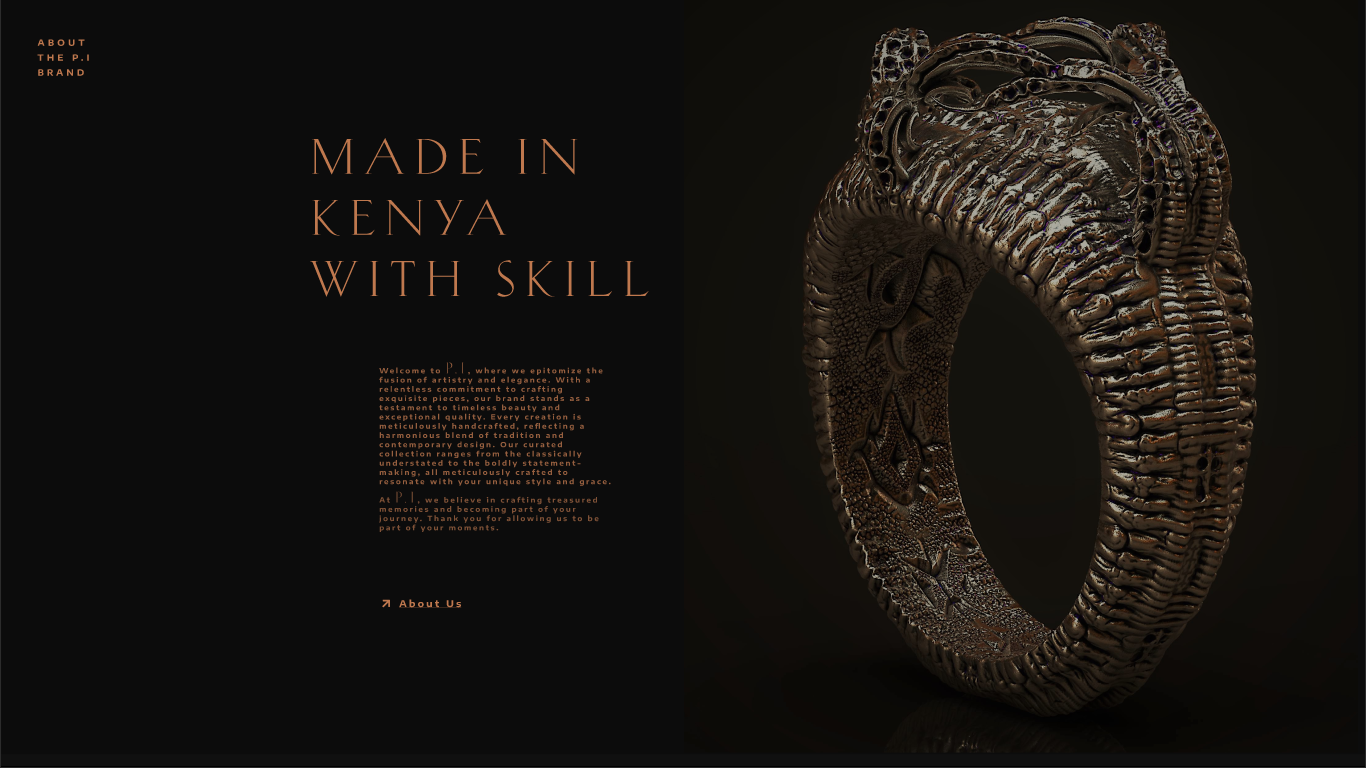 ABOUT
THE P.I
BRAND
MADE IN
KENYA
WITH SKILL
Welcome to P.I, where we epitomize the
fusion of artistry and elegance. With a
relentless commitment to crafting
exquisite pieces, our brand stands as a
testament to timeless beauty and
exceptional quality. Every creation is
meticulously handcrafted, reflecting a
harmonious blend of tradition and
contemporary design. Our curated
collection ranges from the classically
understated to the boldly statement-
making, all meticulously crafted to
resonate with your unique style and grace.
At P.I, we believe in crafting treasured
memories and becoming part of your
journey. Thank you for allowing us to be
part of your moments.
About Us